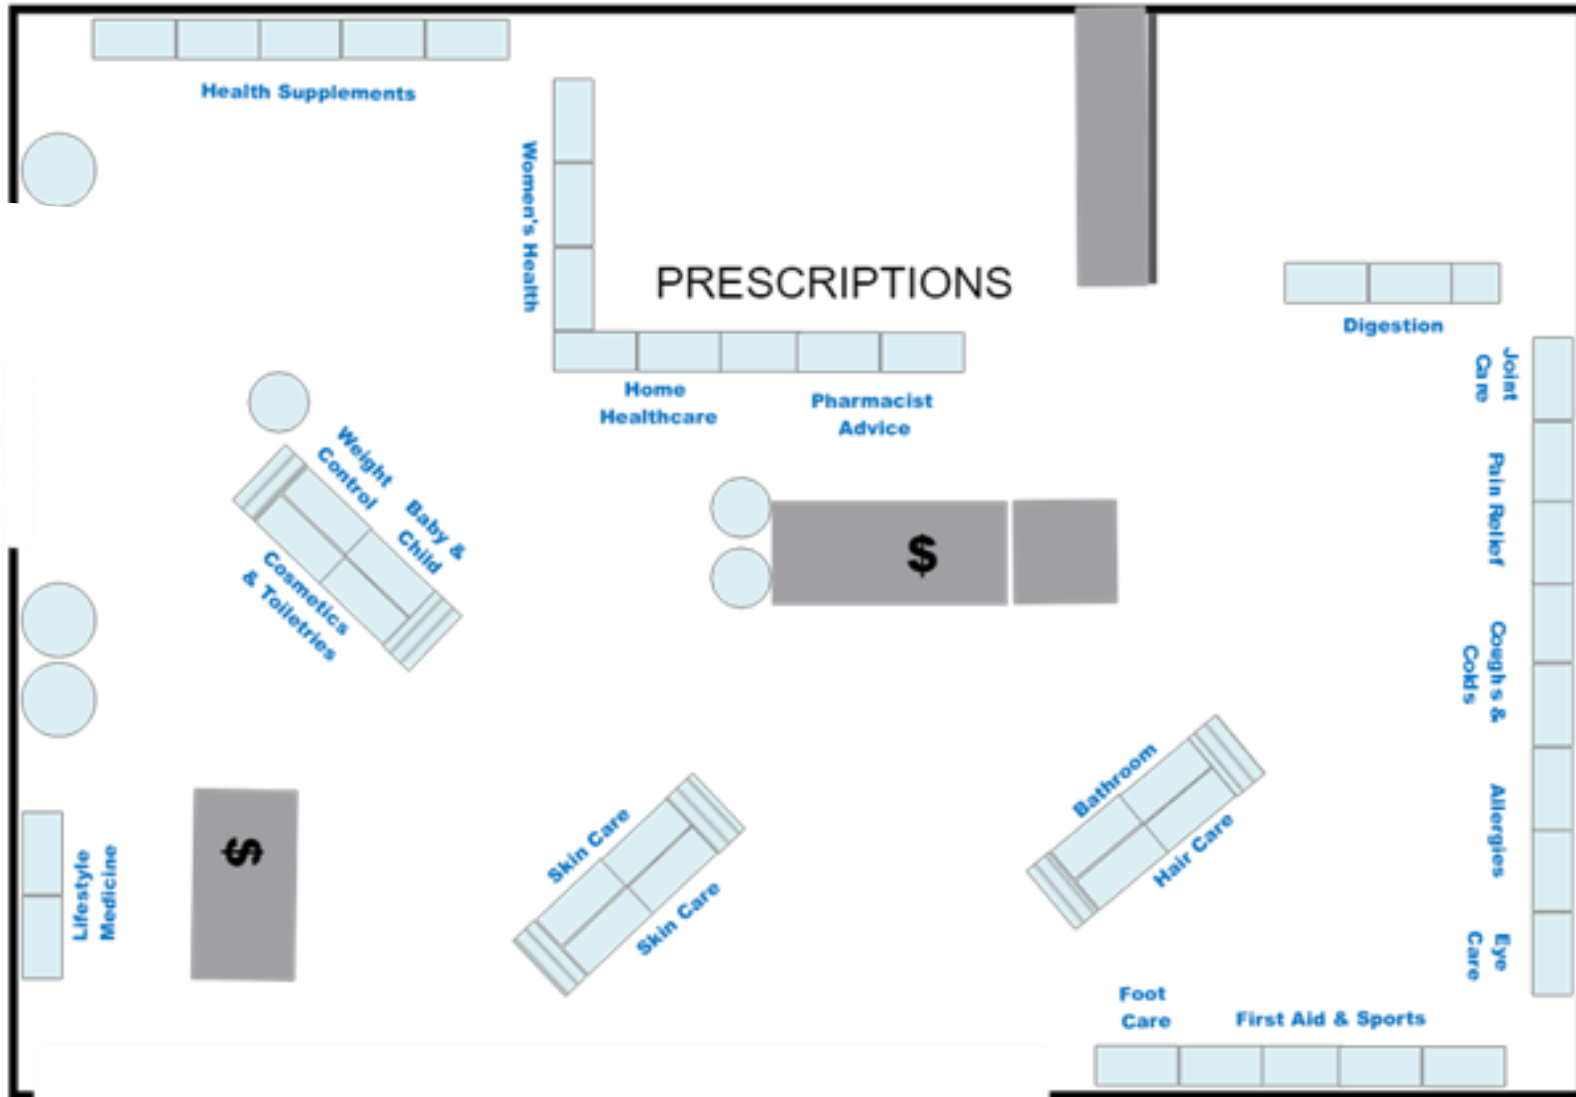 Health Supplements
Women's Health
PRESCRIPTIONS
Digestion
Joint
Care
Home
Healthcare
Pharmacist
Advice
Weight
Control
Baby &
Child
Cosmetics
& Toiletries
$
Pain Relief
Coughs &
Colds
Bathroom
Hair Care
Allergies
Skin Care
Skin Care
$
Lifestyle
Medicine
Eye
Care
Foot
Care
First Aid & Sports